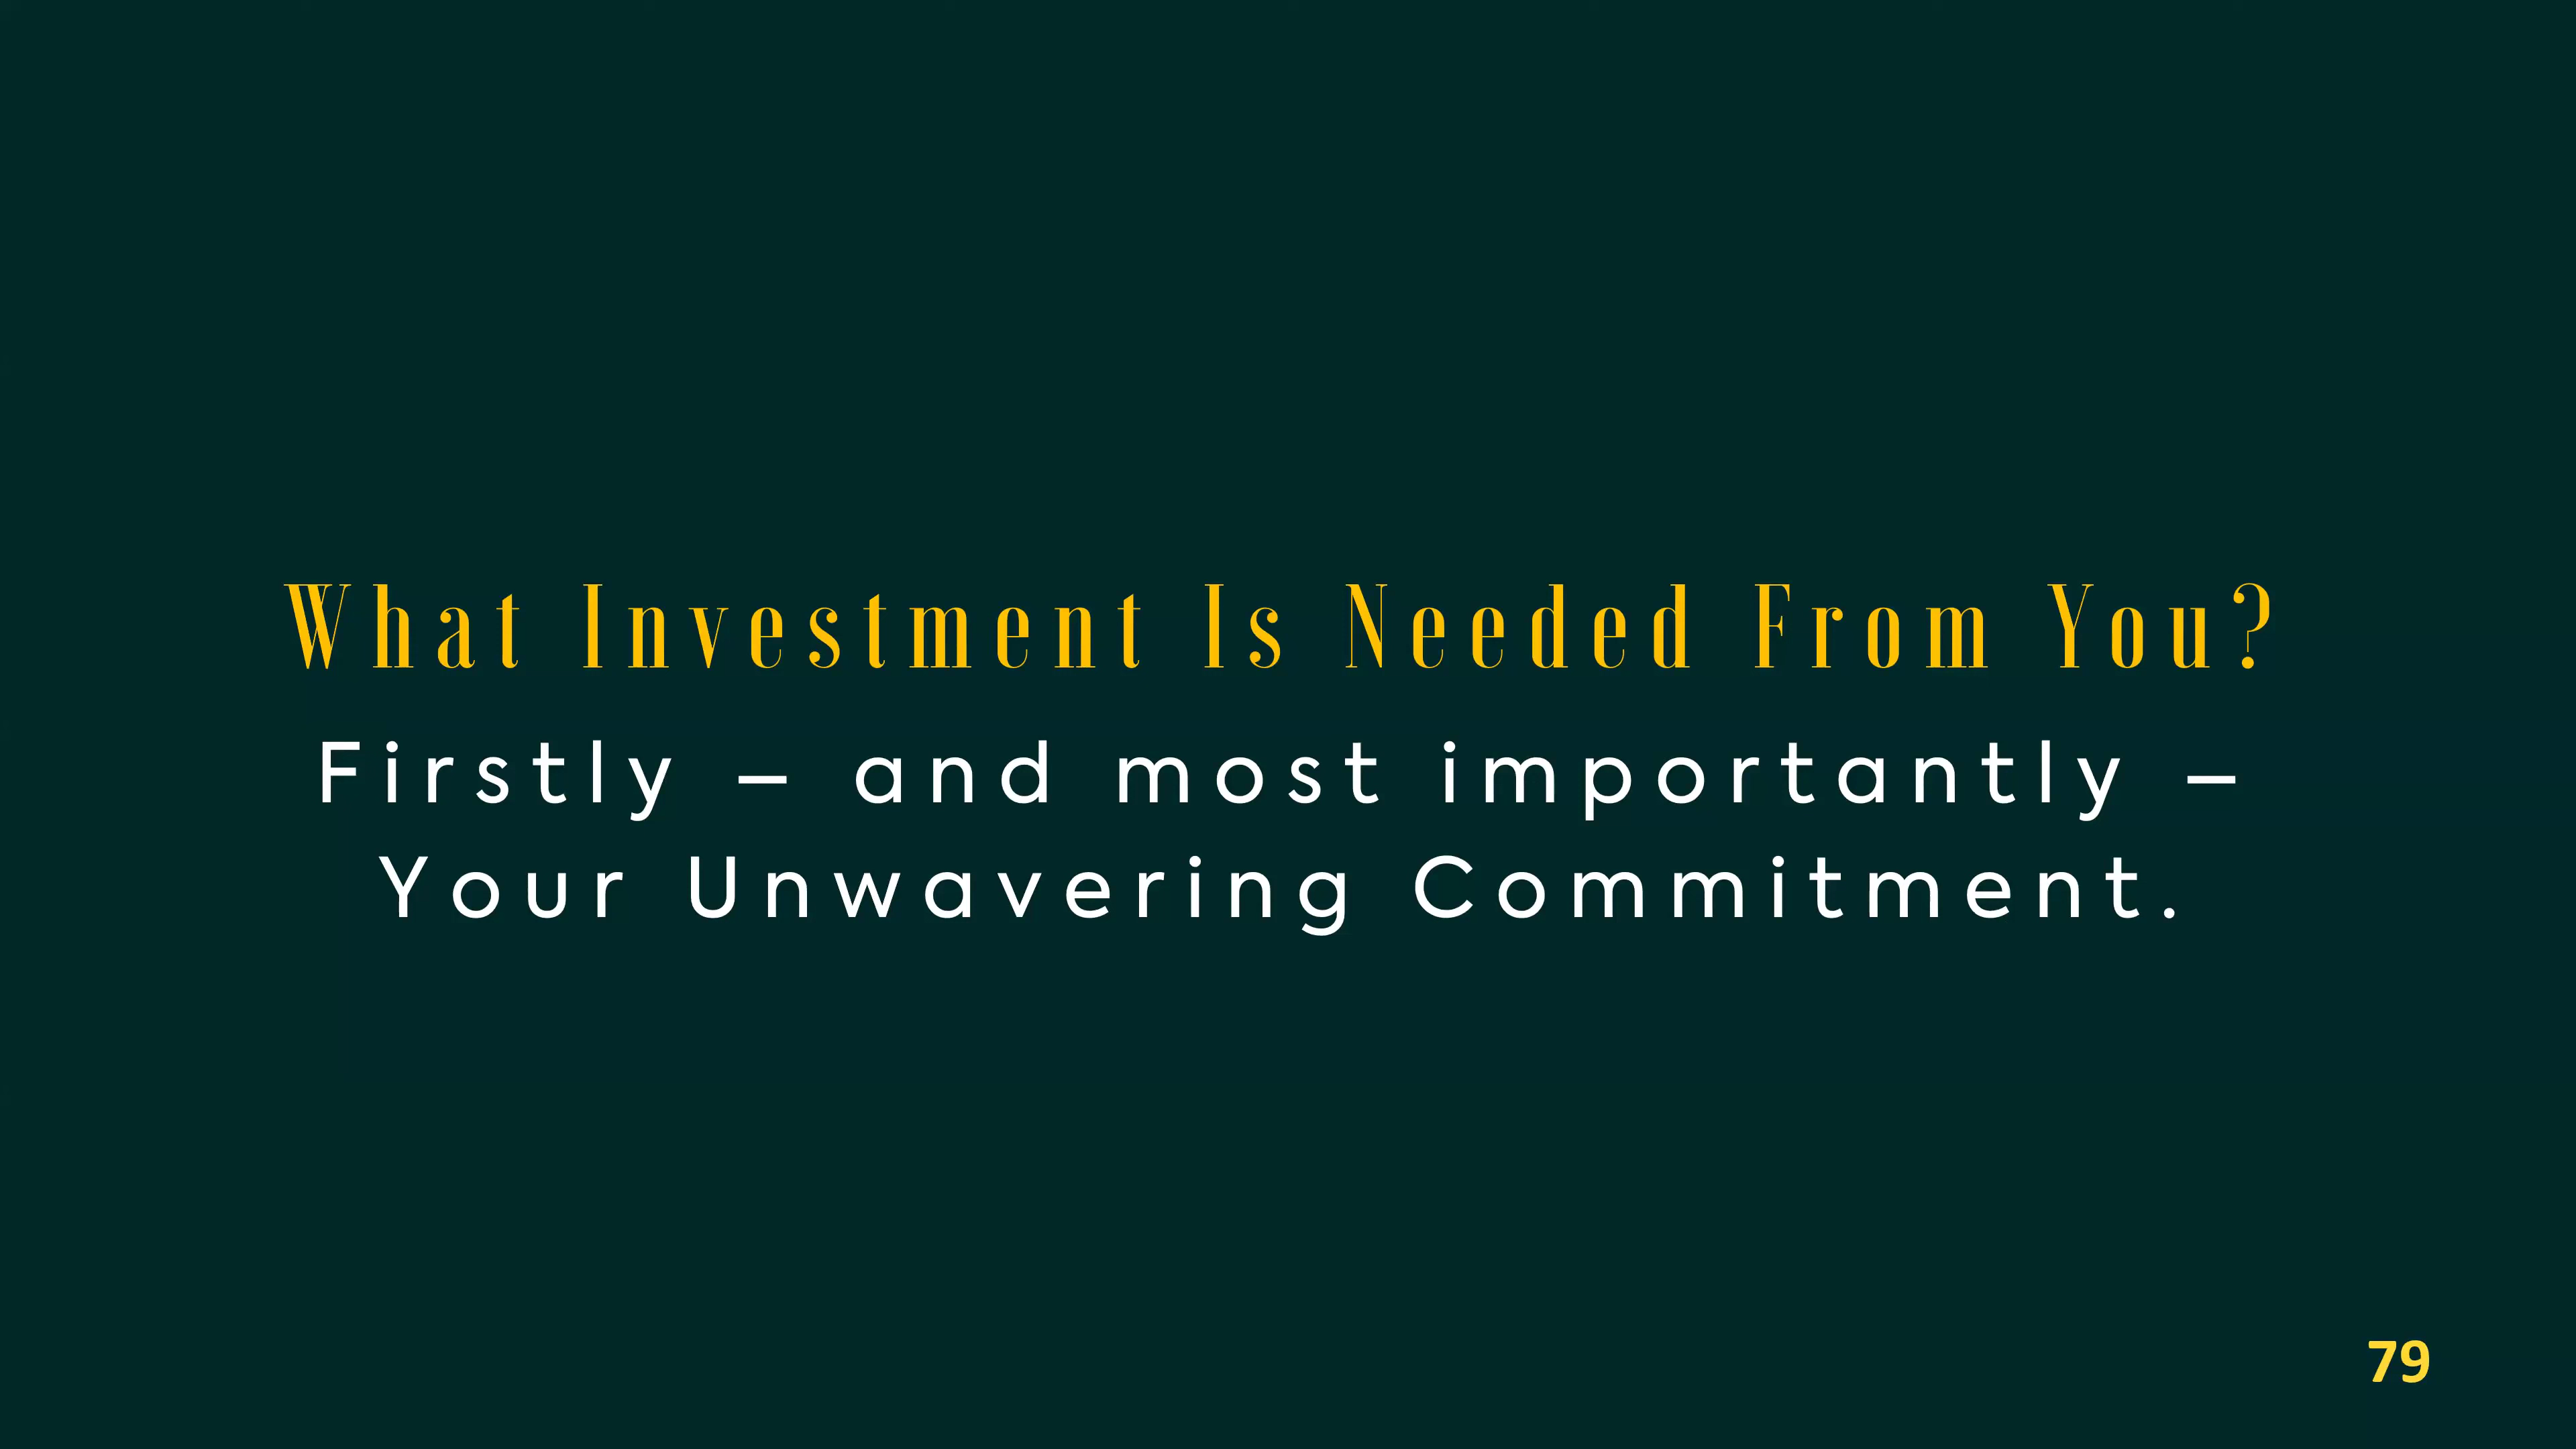 What Investment Is Needed From You?
Firstly – and most importantly –
Your Unwavering Commitment.
79